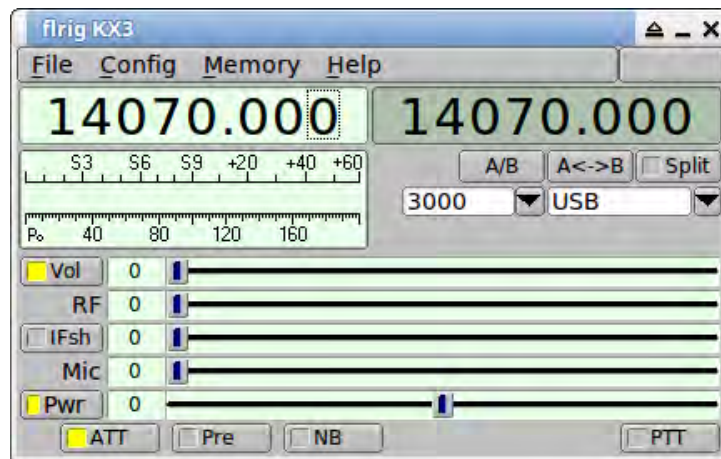 flrig KX3
File Config Memory Help
14070.000 14070.000
S3 S6 S9 +20 +40 +60 A/B A<->B Split
3000 USB
Po 40 80 120 160
Vol 0
RF 0
IFsh 0
Mic 0
Pwr 0
ATT Pre NB PTT